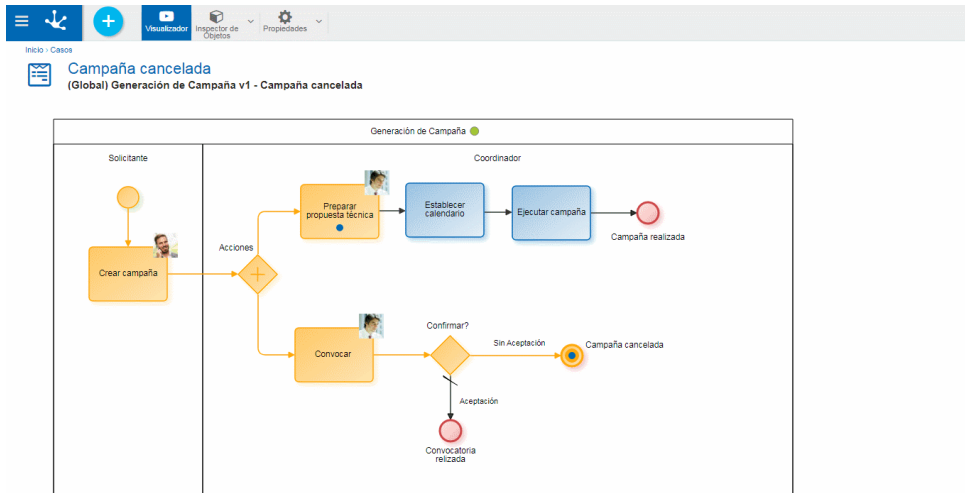 Visualizador
Inspector de
Objetos
Propiedades
Inicio › Casos
Campaña cancelada
(Global) Generación de Campaña v1 - Campaña cancelada
Generación de Campaña
Solicitante
Coordinador
Preparar
propuesta técnica
Establecer
calendario
Ejecutar campaña
Campaña realizada
Acciones
Crear campaña
Confirmar?
Convocar
Sin Aceptación
Campaña cancelada
Aceptación
Convocatoria
relizada